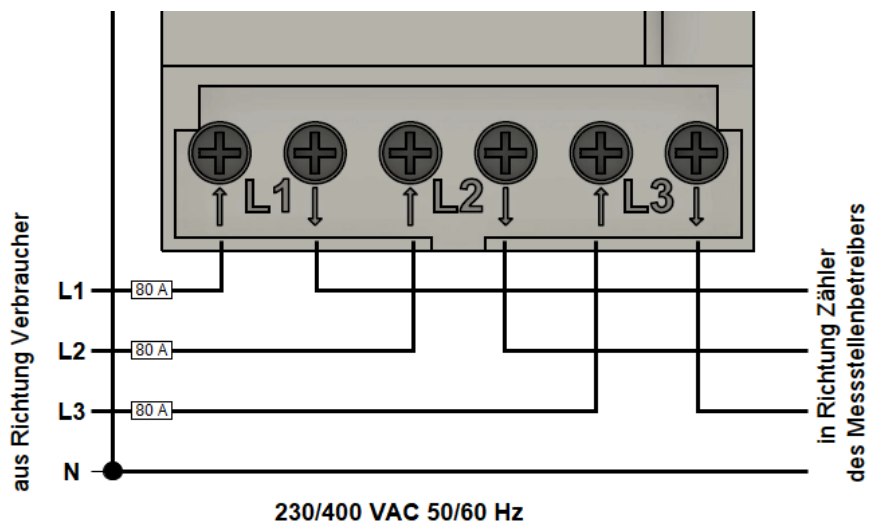 L1 L2 L3
aus Richtung Verbraucher
L1 80 A
L2 80 A
L3 80 A
N
in Richtung Zähler
des Messstellenbetreibers
230/400 VAC 50/60 Hz